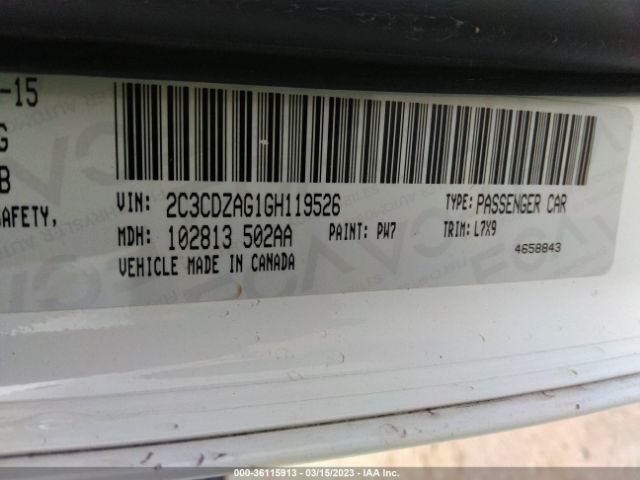 -15
G
B
SAFETY,
VIN: 2C3CDZAG1GH119526 TYPE: PASSENGER CAR
MDH: 102813 502AA PAINT: PW7 TRIM: L7X9
VEHICLE MADE IN CANADA 4658843
000-36115913 - 03/15/2023 - IAA Inc.